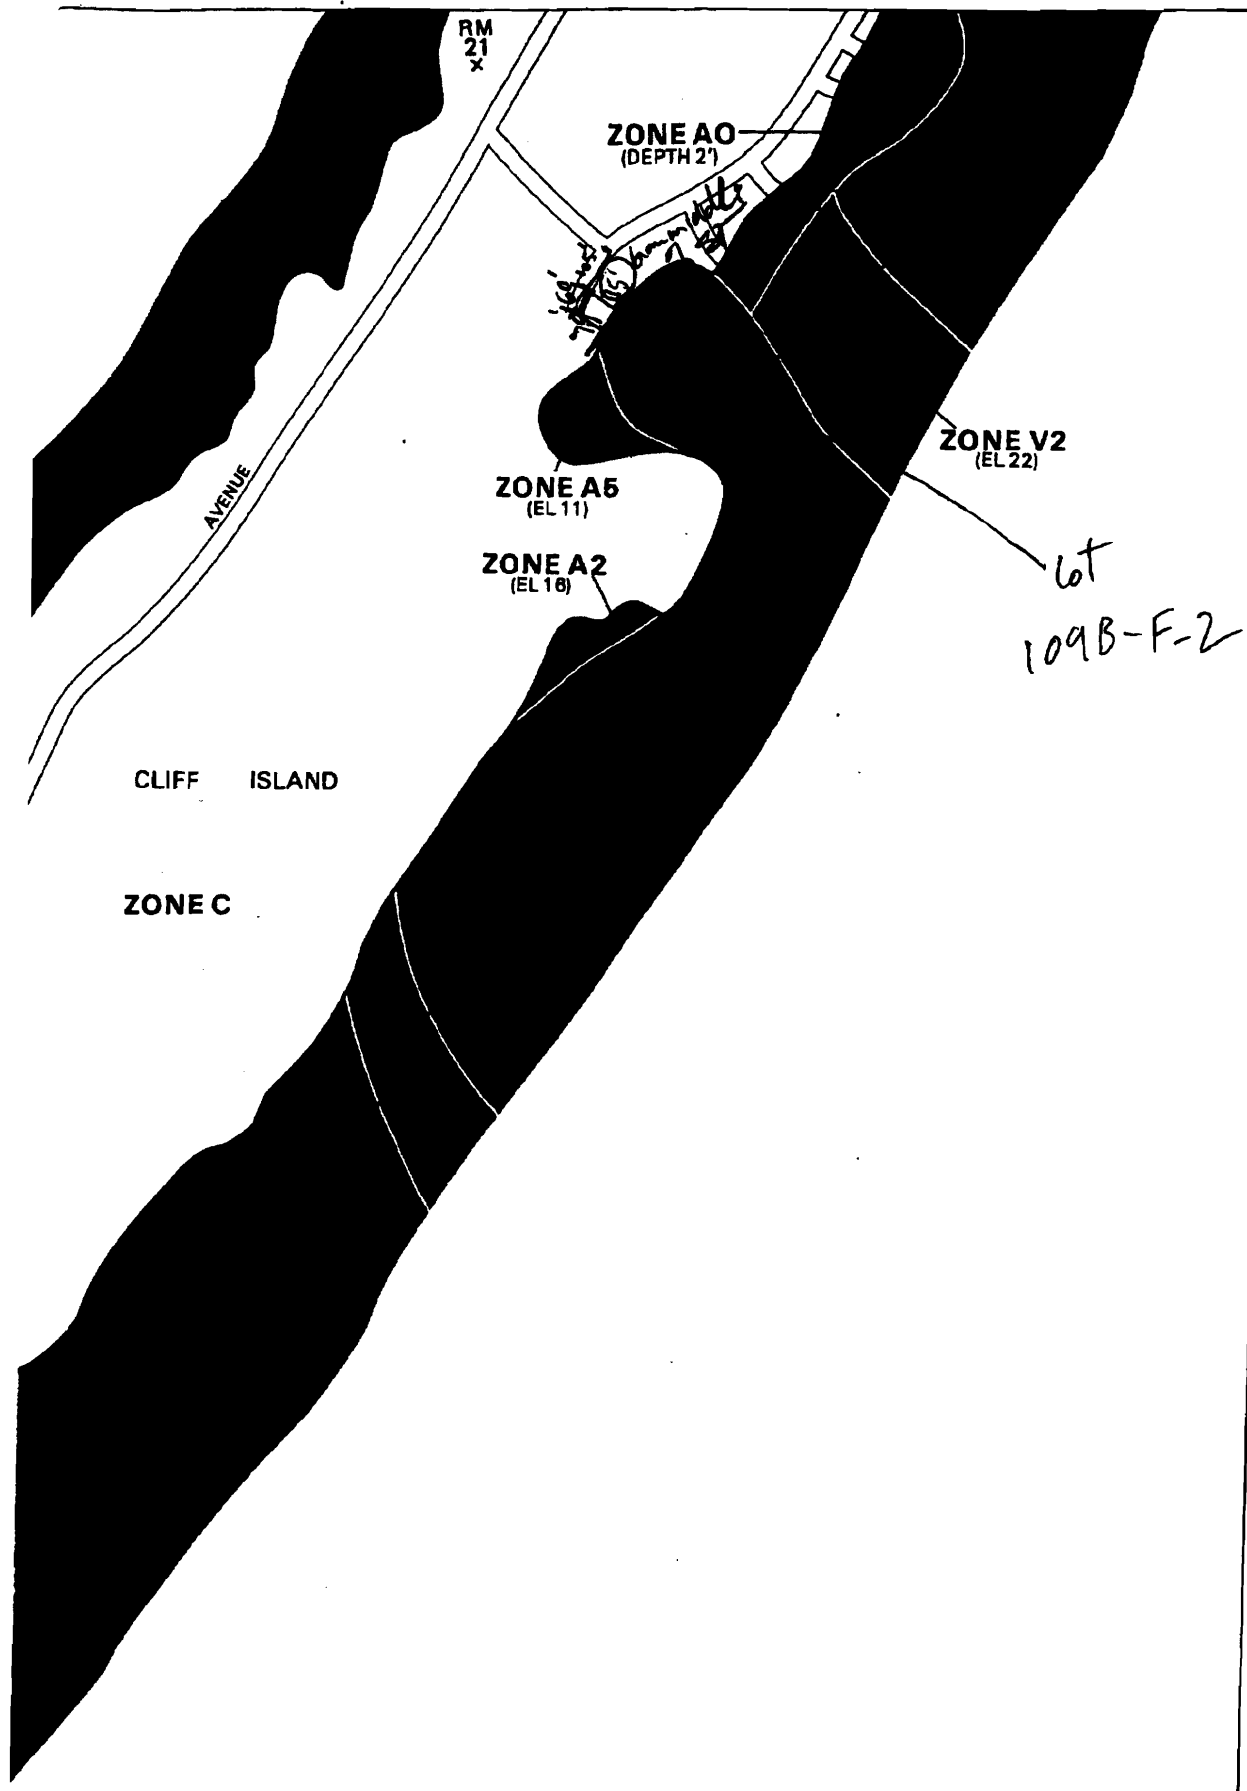 RM
21
x
ZONE AO
(DEPTH 2')
ZONE V2
(EL 22)
AVENUE
ZONE A5
(EL 11)
ZONE A2
(EL 16)
lot
109B-F-2
CLIFF ISLAND
ZONE C